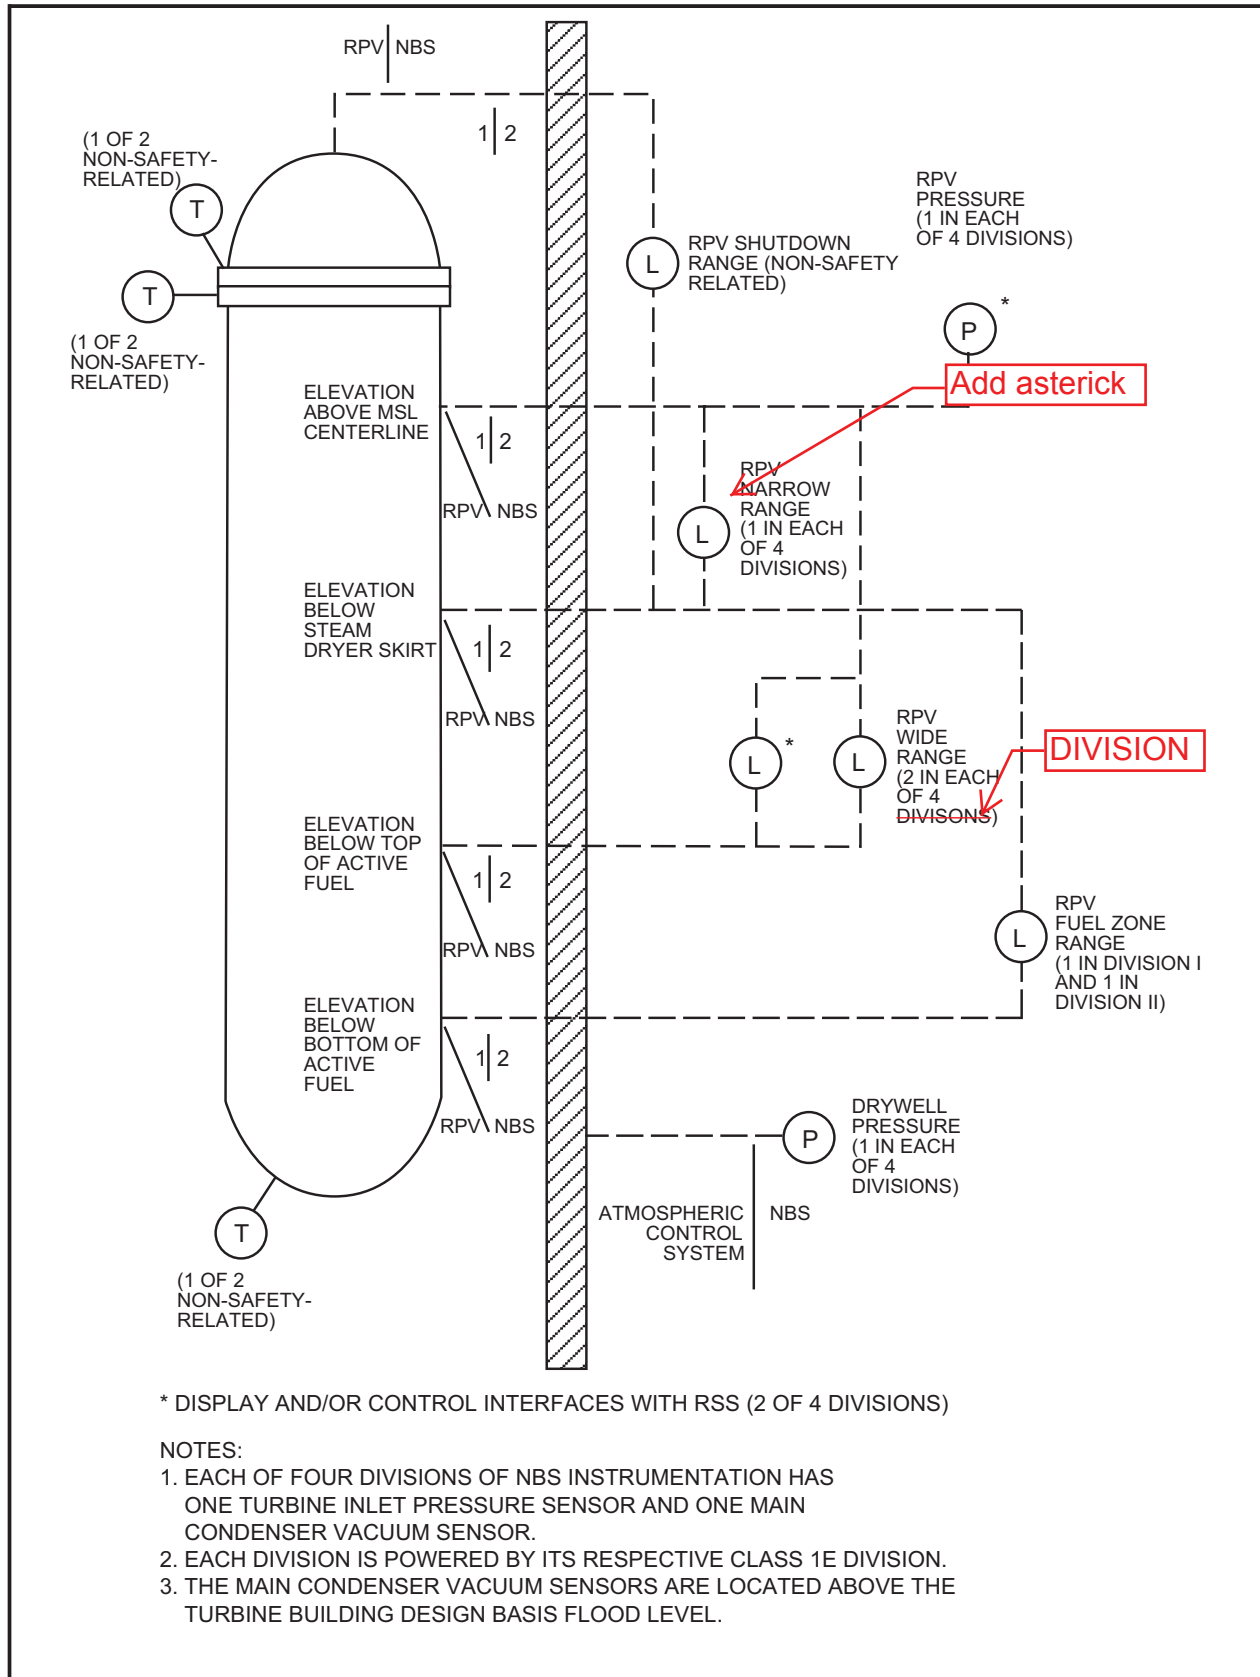 RPV NBS
1 2
(1 OF 2
NON-SAFETY-
RELATED)
T
T
(1 OF 2
NON-SAFETY-
RELATED)
L
RPV SHUTDOWN
RANGE (NON-SAFETY
RELATED)
RPV
PRESSURE
(1 IN EACH
OF 4 DIVISIONS)
P *
Add asterick
ELEVATION
ABOVE MSL
CENTERLINE
1 2
RPV NBS
L
RPV
NARROW
RANGE
(1 IN EACH
OF 4
DIVISIONS)
ELEVATION
BELOW
STEAM
DRYER SKIRT
1 2
RPV NBS
L *
L
RPV
WIDE
RANGE
(2 IN EACH
OF 4
DIVISONS)
DIVISION
ELEVATION
BELOW TOP
OF ACTIVE
FUEL
1 2
RPV NBS
L
RPV
FUEL ZONE
RANGE
(1 IN DIVISION I
AND 1 IN
DIVISION II)
ELEVATION
BELOW
BOTTOM OF
ACTIVE
FUEL
1 2
RPV NBS
P
DRYWELL
PRESSURE
(1 IN EACH
OF 4
DIVISIONS)
ATMOSPHERIC
CONTROL
SYSTEM
NBS
T
(1 OF 2
NON-SAFETY-
RELATED)
* DISPLAY AND/OR CONTROL INTERFACES WITH RSS (2 OF 4 DIVISIONS)
NOTES:
1. EACH OF FOUR DIVISIONS OF NBS INSTRUMENTATION HAS
ONE TURBINE INLET PRESSURE SENSOR AND ONE MAIN
CONDENSER VACUUM SENSOR.
2. EACH DIVISION IS POWERED BY ITS RESPECTIVE CLASS 1E DIVISION.
3. THE MAIN CONDENSER VACUUM SENSORS ARE LOCATED ABOVE THE
TURBINE BUILDING DESIGN BASIS FLOOD LEVEL.